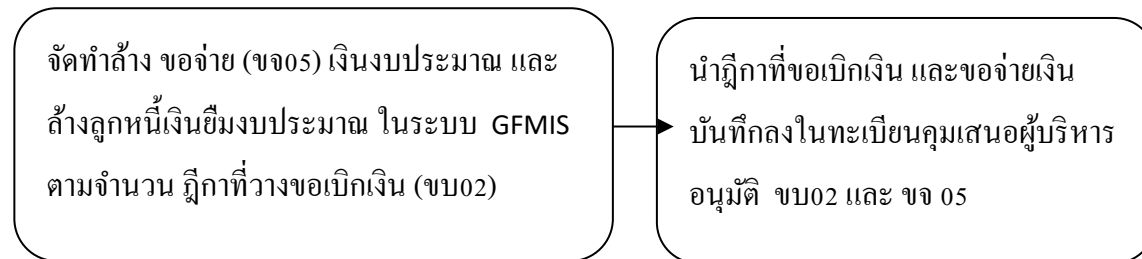 จัดทำล้าง ขอจ่าย (ขจ05) เงินงบประมาณ และ
ล้างลูกหนี้เงินยืมงบประมาณ ในระบบ GFMIS
ตามจำนวน ฎีกาที่วางขอเบิกเงิน (ขบ02)
นำฎีกาที่ขอเบิกเงิน และขอจ่ายเงิน
บันทึกลงในทะเบียนคุมเสนอผู้บริหาร
อนุมัติ ขบ02 และ ขจ 05